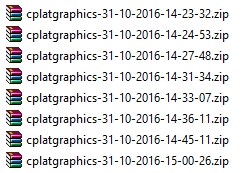 cplatgraphics-31-10-2016-14-23-32.zip
cplatgraphics-31-10-2016-14-24-53.zip
cplatgraphics-31-10-2016-14-27-48.zip
cplatgraphics-31-10-2016-14-31-34.zip
cplatgraphics-31-10-2016-14-33-07.zip
cplatgraphics-31-10-2016-14-36-11.zip
cplatgraphics-31-10-2016-14-45-11.zip
cplatgraphics-31-10-2016-15-00-26.zip